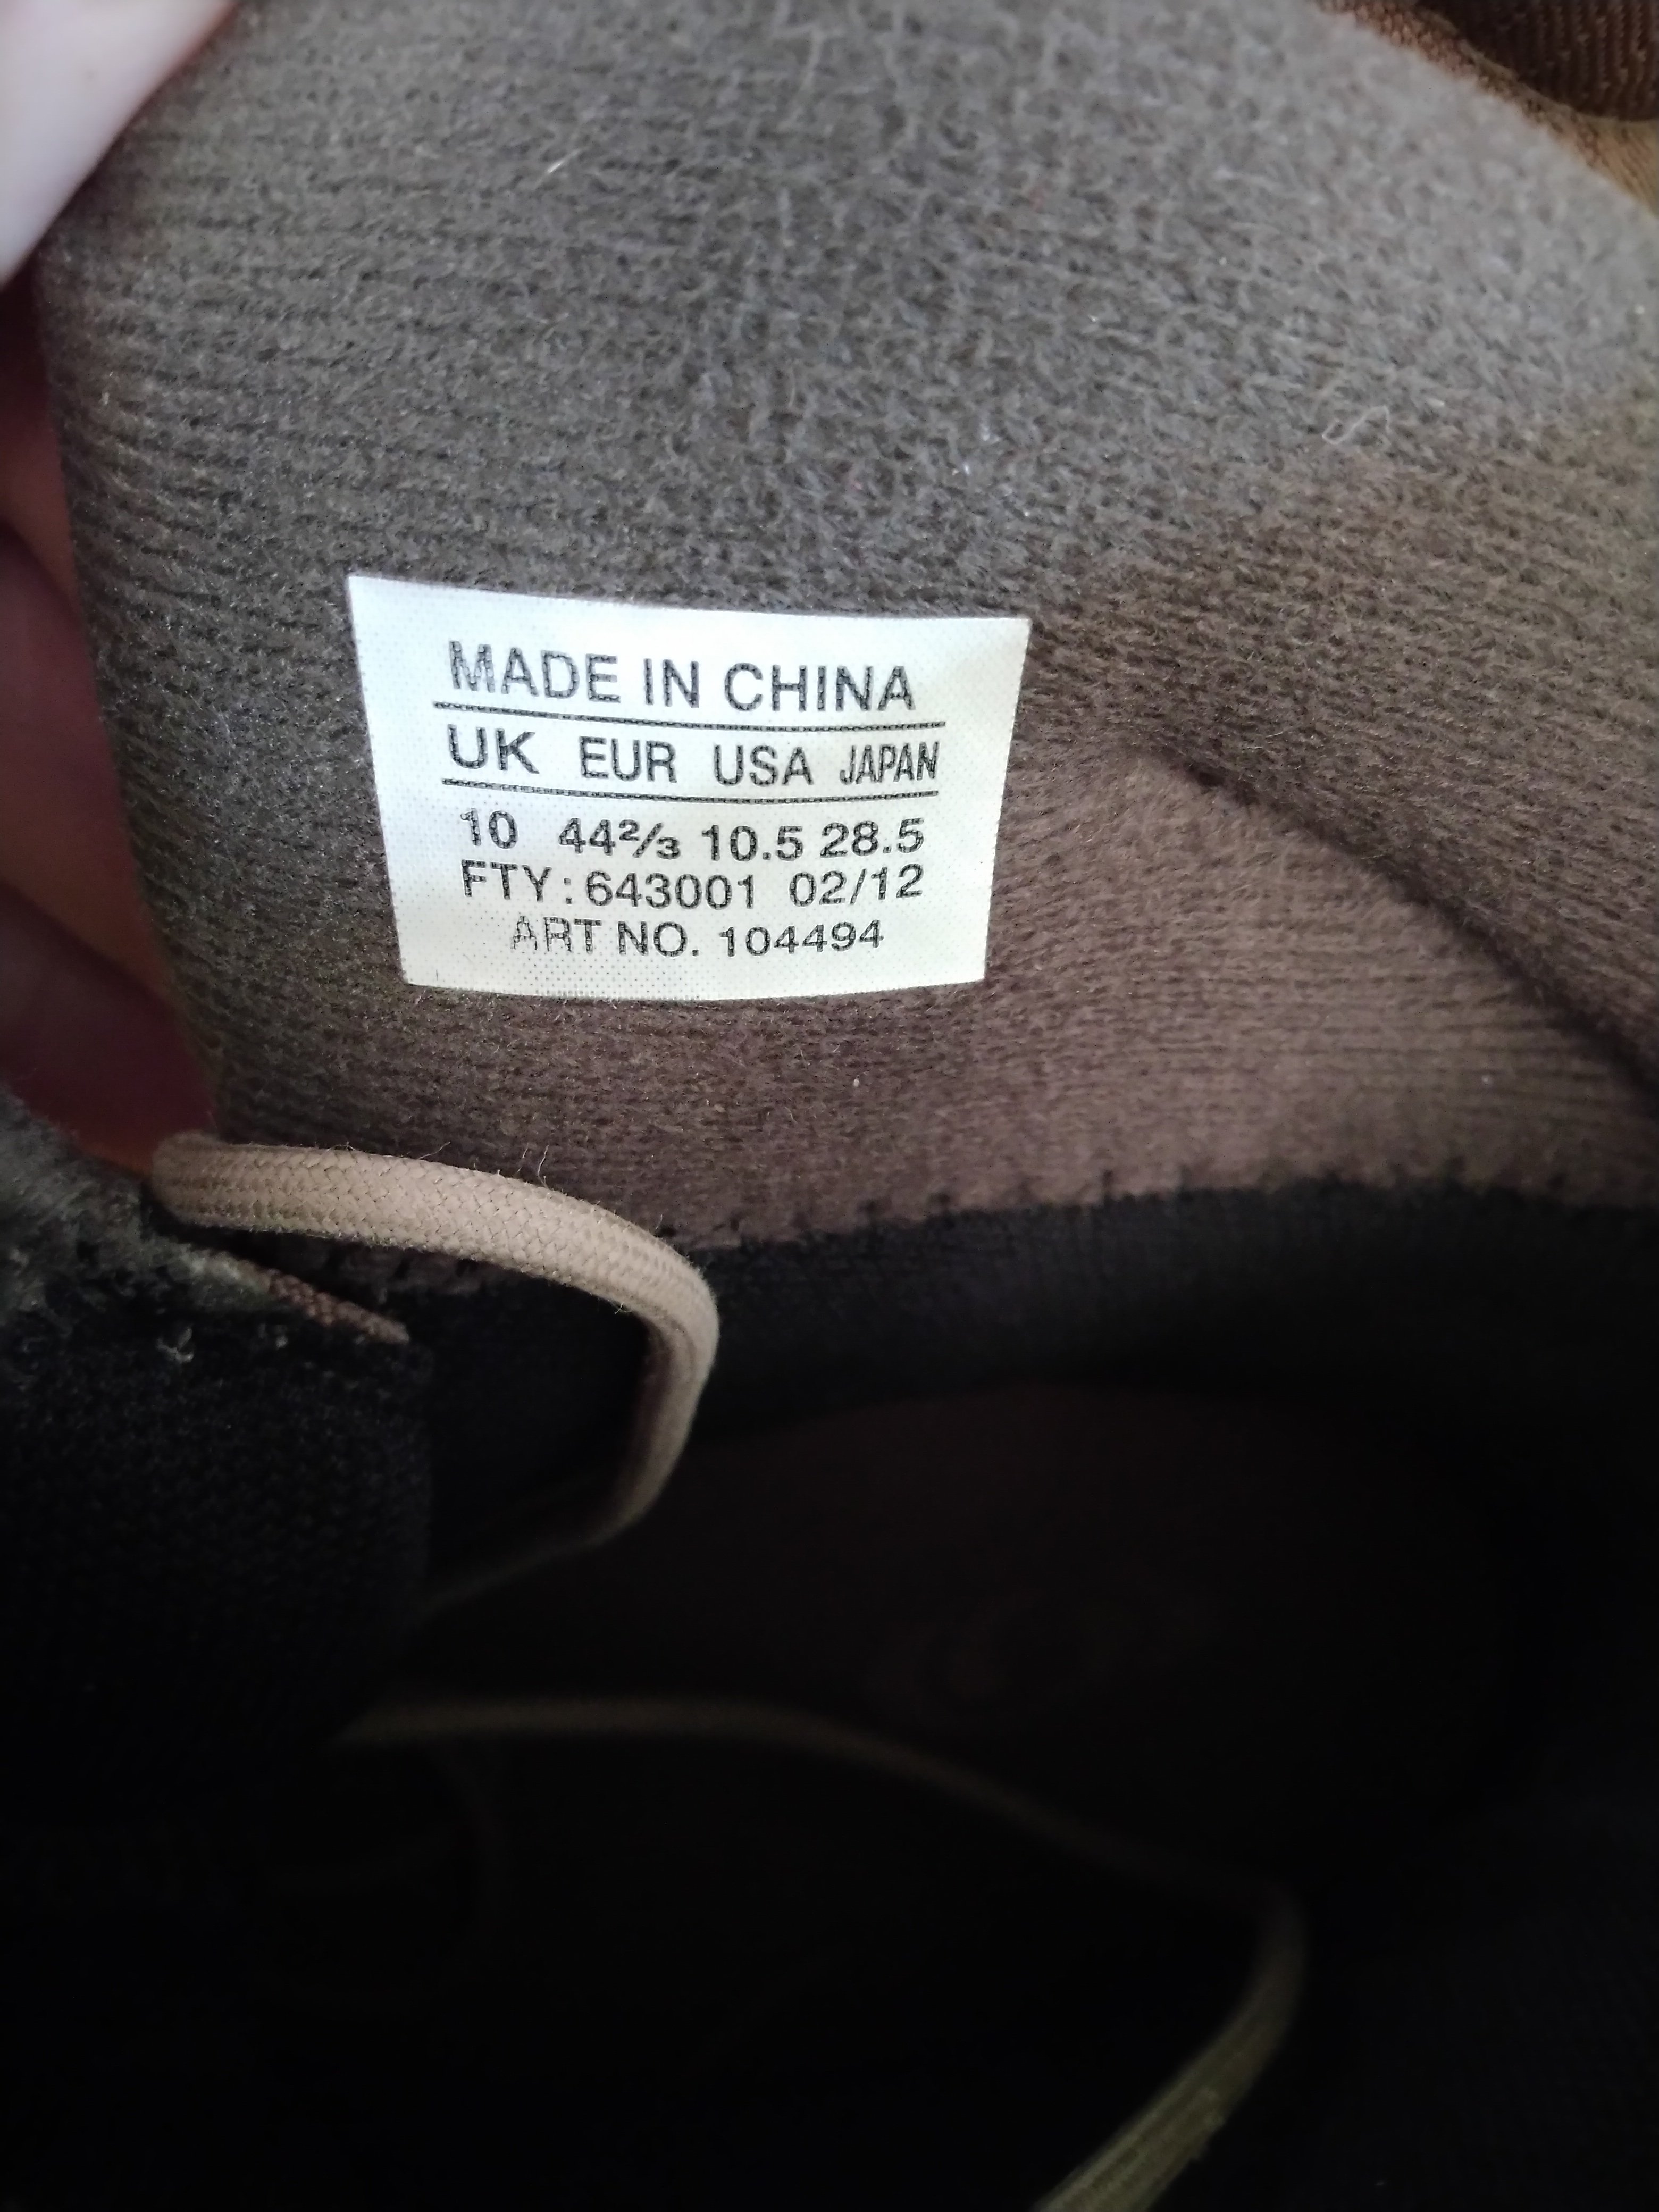 MADE IN CHINA
UK EUR USA JAPAN
10 44⅔ 10.5 28.5
FTY: 643001 02/12
ART NO. 104494